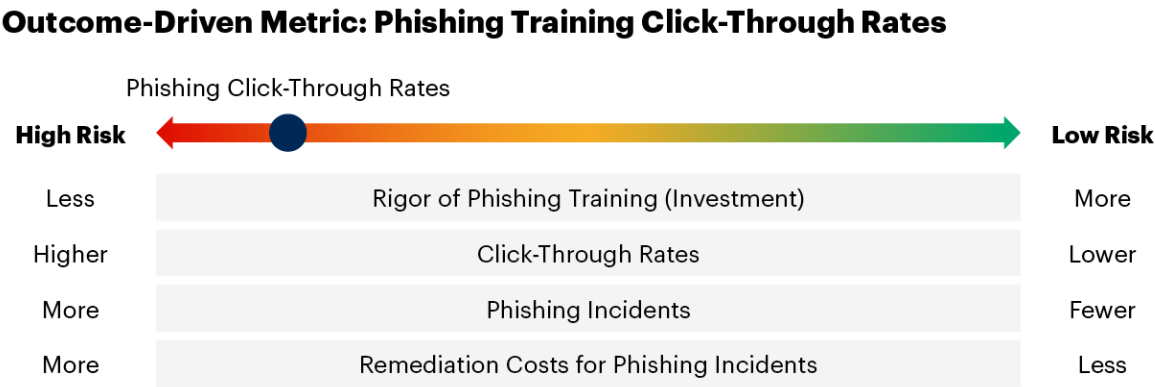 Outcome-Driven Metric: Phishing Training Click-Through Rates
Phishing Click-Through Rates
High Risk
Low Risk
Less Rigor of Phishing Training (Investment) More
Higher Click-Through Rates Lower
More Phishing Incidents Fewer
More Remediation Costs for Phishing Incidents Less